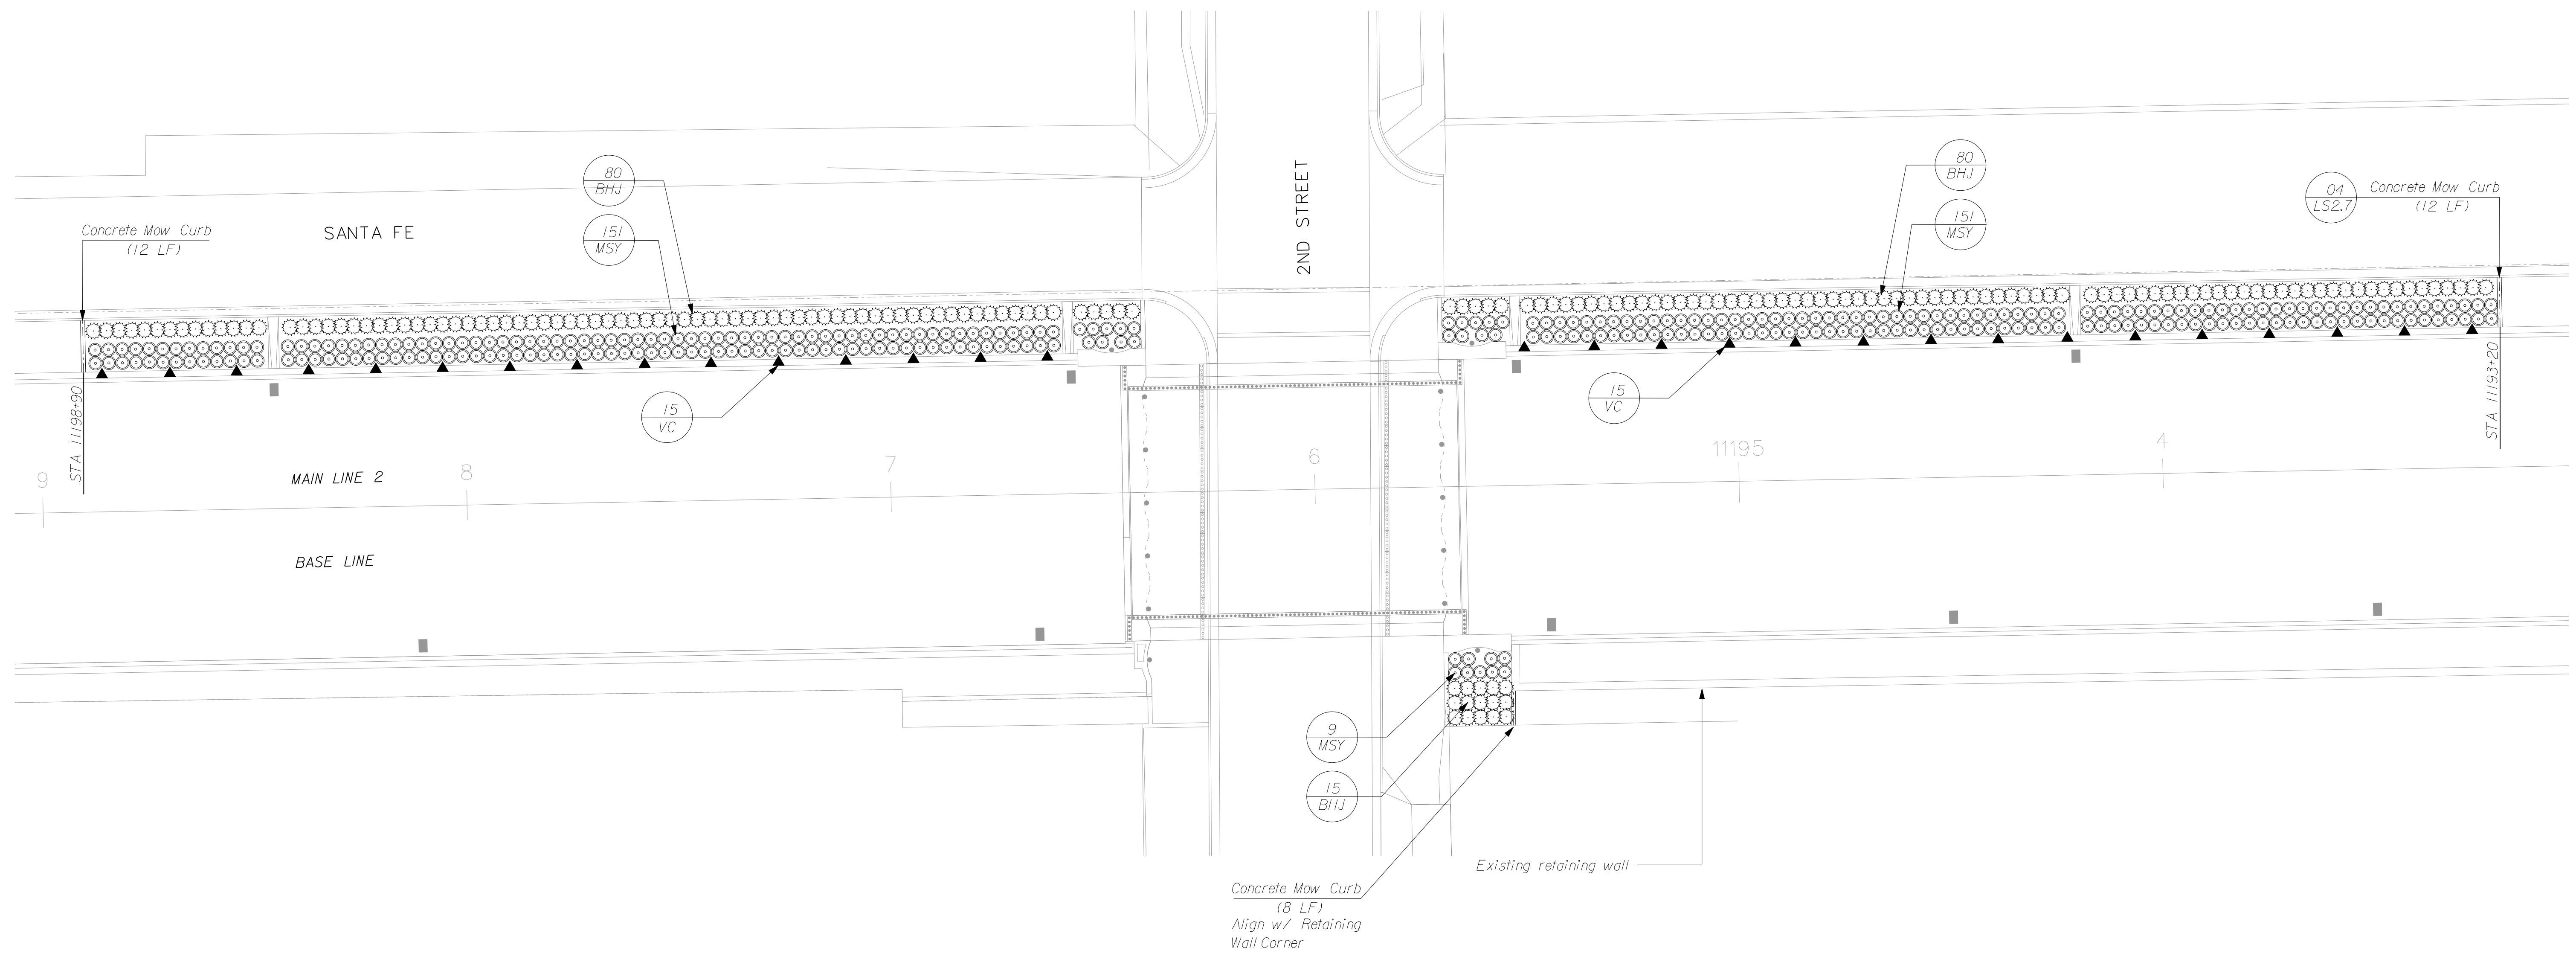 80
BHJ
151
MSY
Concrete Mow Curb
(12 LF)
SANTA FE
2ND STREET
80
BHJ
151
MSY
04
LS2.7
Concrete Mow Curb
(12 LF)
15
VC
15
VC
STA 11198+90
STA 11193+20
9
8
7
6
11195
4
MAIN LINE 2
BASE LINE
9
MSY
15
BHJ
Existing retaining wall
Concrete Mow Curb
(8 LF)
Align w/ Retaining
Wall Corner